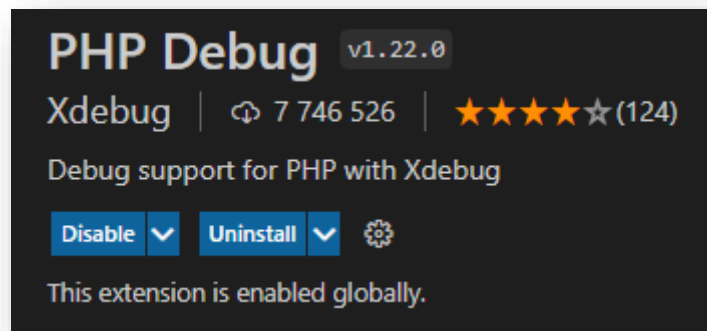 PHP Debug v1.22.0
Xdebug 7 746 526 (124)
Debug support for PHP with Xdebug
Disable Uninstall
This extension is enabled globally.